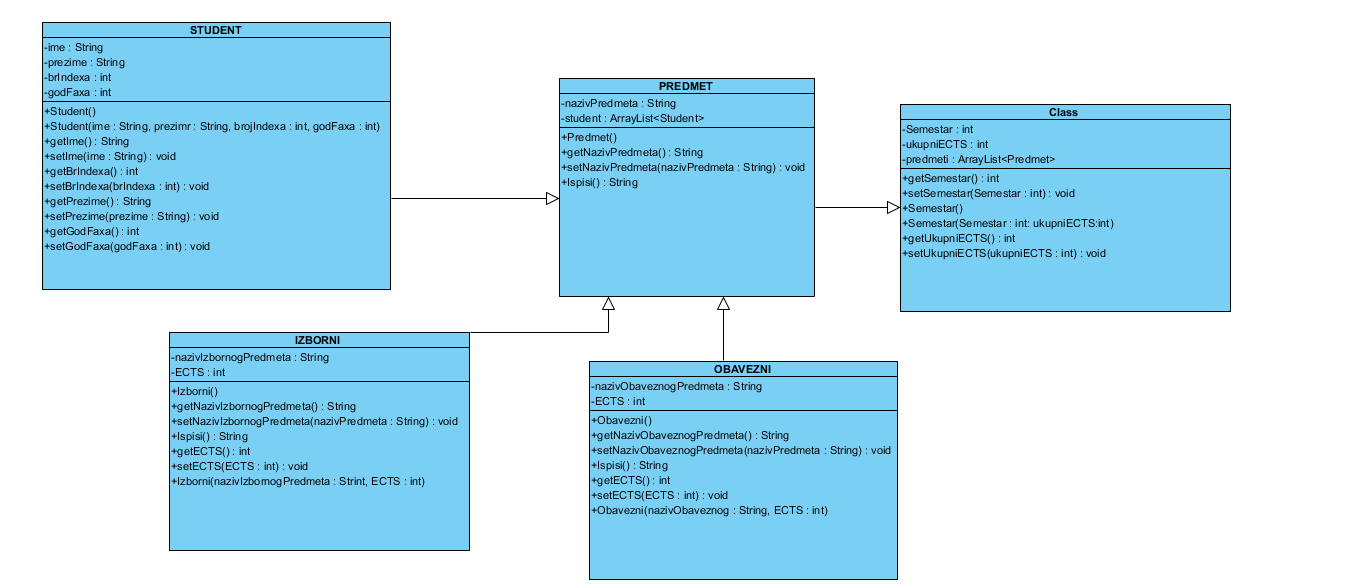 STUDENT
-ime : String
-prezime : String
-brIndexa : int
-godFaxa : int
+Student()
+Student(ime : String, prezimr : String, brojIndexa : int, godFaxa : int)
+getIme() : String
+setIme(ime : String) : void
+getBrIndexa() : int
+setBrIndexa(brIndexa : int) : void
+getPrezime() : String
+setPrezime(prezime : String) : void
+getGodFaxa() : int
+setGodFaxa(godFaxa : int) : void
PREDMET
-nazivPredmeta : String
-student : ArrayList<Student>
+Predmet()
+getNazivPredmeta() : String
+setNazivPredmeta(nazivPredmeta : String) : void
+Ispisi() : String
Class
-Semestar : int
-ukupniECTS : int
-predmeti : ArrayList<Predmet>
+getSemestar() : int
+setSemestar(Semestar : int) : void
+Semestar()
+Semestar(Semestar : int: ukupniECTS:int)
+getUkupniECTS() : int
+setUkupniECTS(ukupniECTS : int) : void
IZBORNI
-nazivIzbornogPredmeta : String
-ECTS : int
+Izborni()
+getNazivIzbornogPredmeta() : String
+setNazivIzbornogPredmeta(nazivPredmeta : String) : void
+Ispisi() : String
+getECTS() : int
+setECTS(ECTS : int) : void
+Izborni(nazivIzbornogPredmeta : Strint, ECTS : int)
OBAVEZNI
-nazivObaveznogPredmeta : String
-ECTS : int
+Obavezni()
+getNazivObaveznogPredmeta() : String
+setNazivObaveznogPredmeta(nazivPredmeta : String) : void
+Ispisi() : String
+getECTS() : int
+setECTS(ECTS : int) : void
+Obavezni(nazivObaveznog : String, ECTS : int)